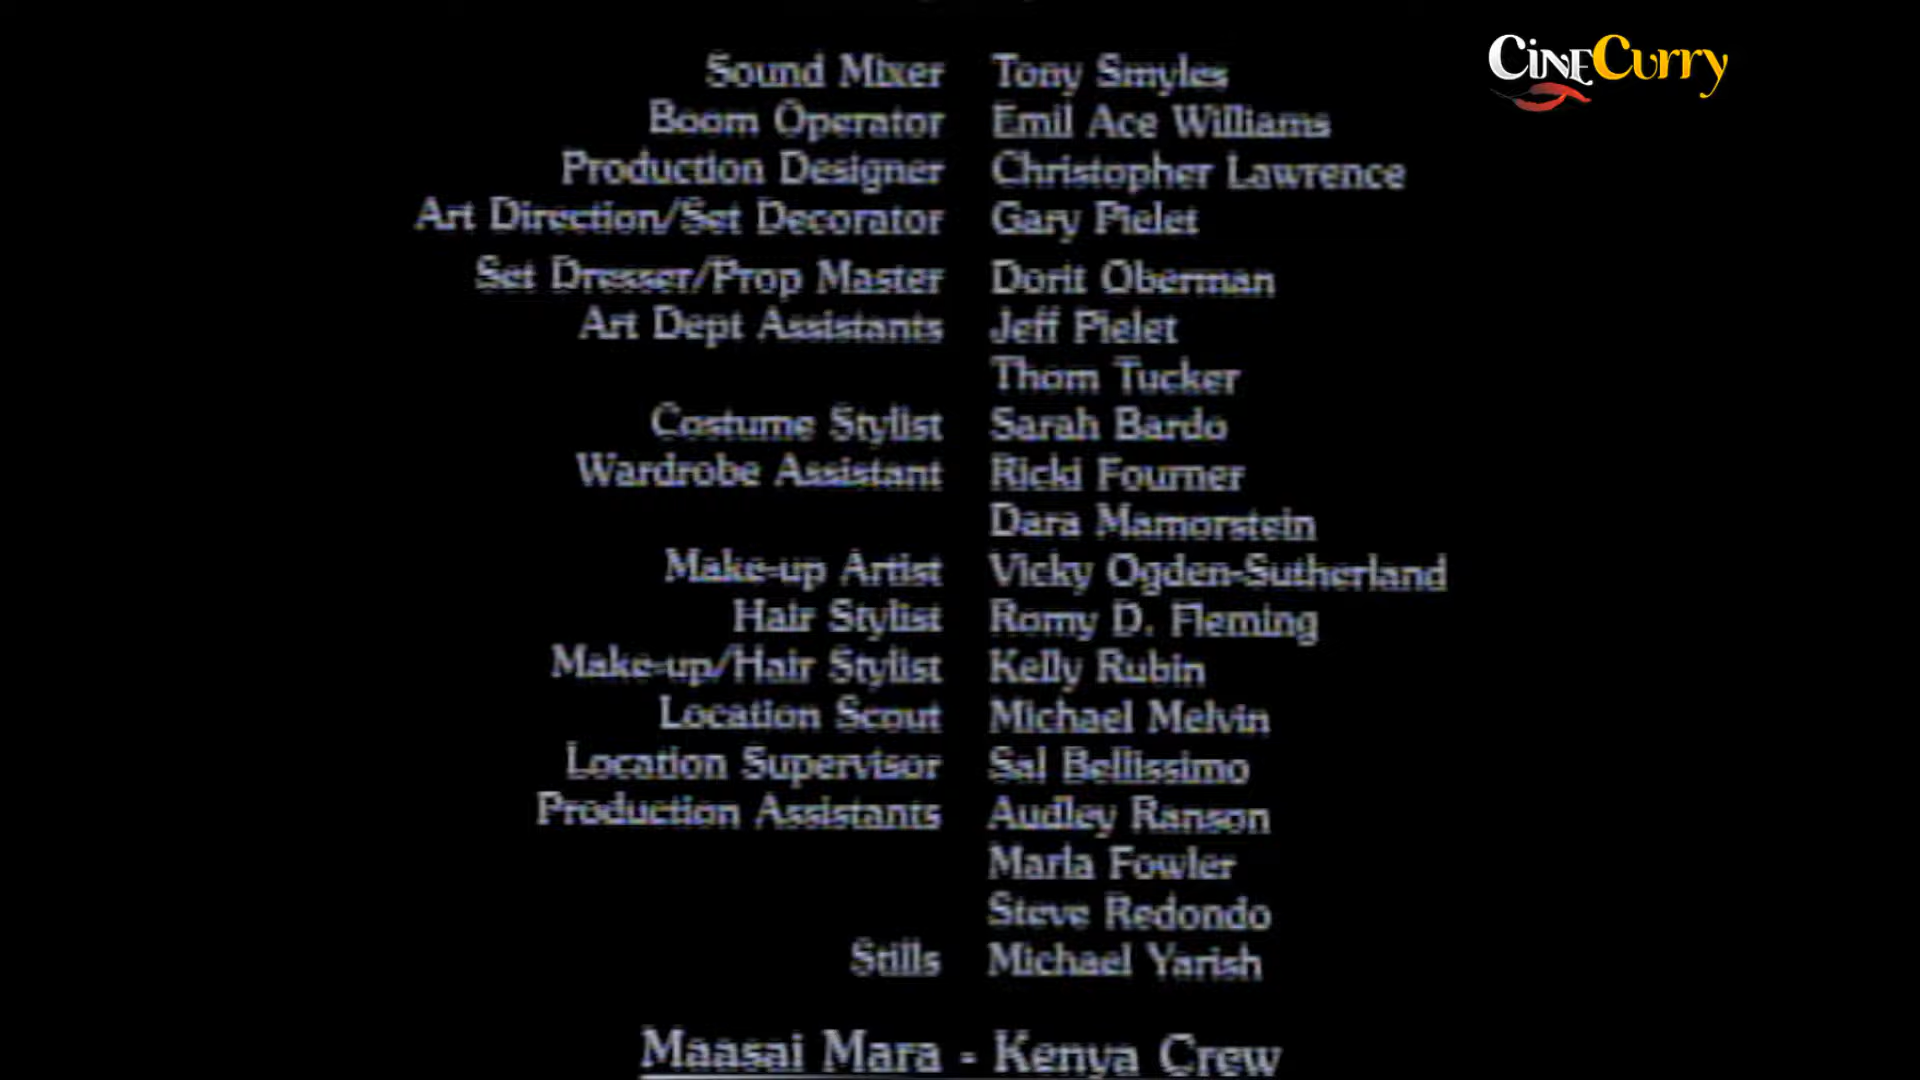 CineCurry
Sound Mixer Tony Smyles
Boom Operator Emil Ace Williams
Production Designer Christopher Lawrence
Art Direction/Set Decorator Gary Pielet
Set Dresser/Prop Master Dorit Oberman
Art Dept Assistants Jeff Pielet
Thom Tucker
Costume Stylist Sarah Bardo
Wardrobe Assistant Ricki Fourner
Dara Mamorstein
Make-up Artist Vicky Ogden-Sutherland
Hair Stylist Romy D. Fleming
Make-up/Hair Stylist Kelly Rubin
Location Scout Michael Melvin
Location Supervisor Sal Bellissimo
Production Assistants Audley Ranson
Marla Fowler
Steve Redondo
Stills Michael Yarish
Maasai Mara - Kenya Crew